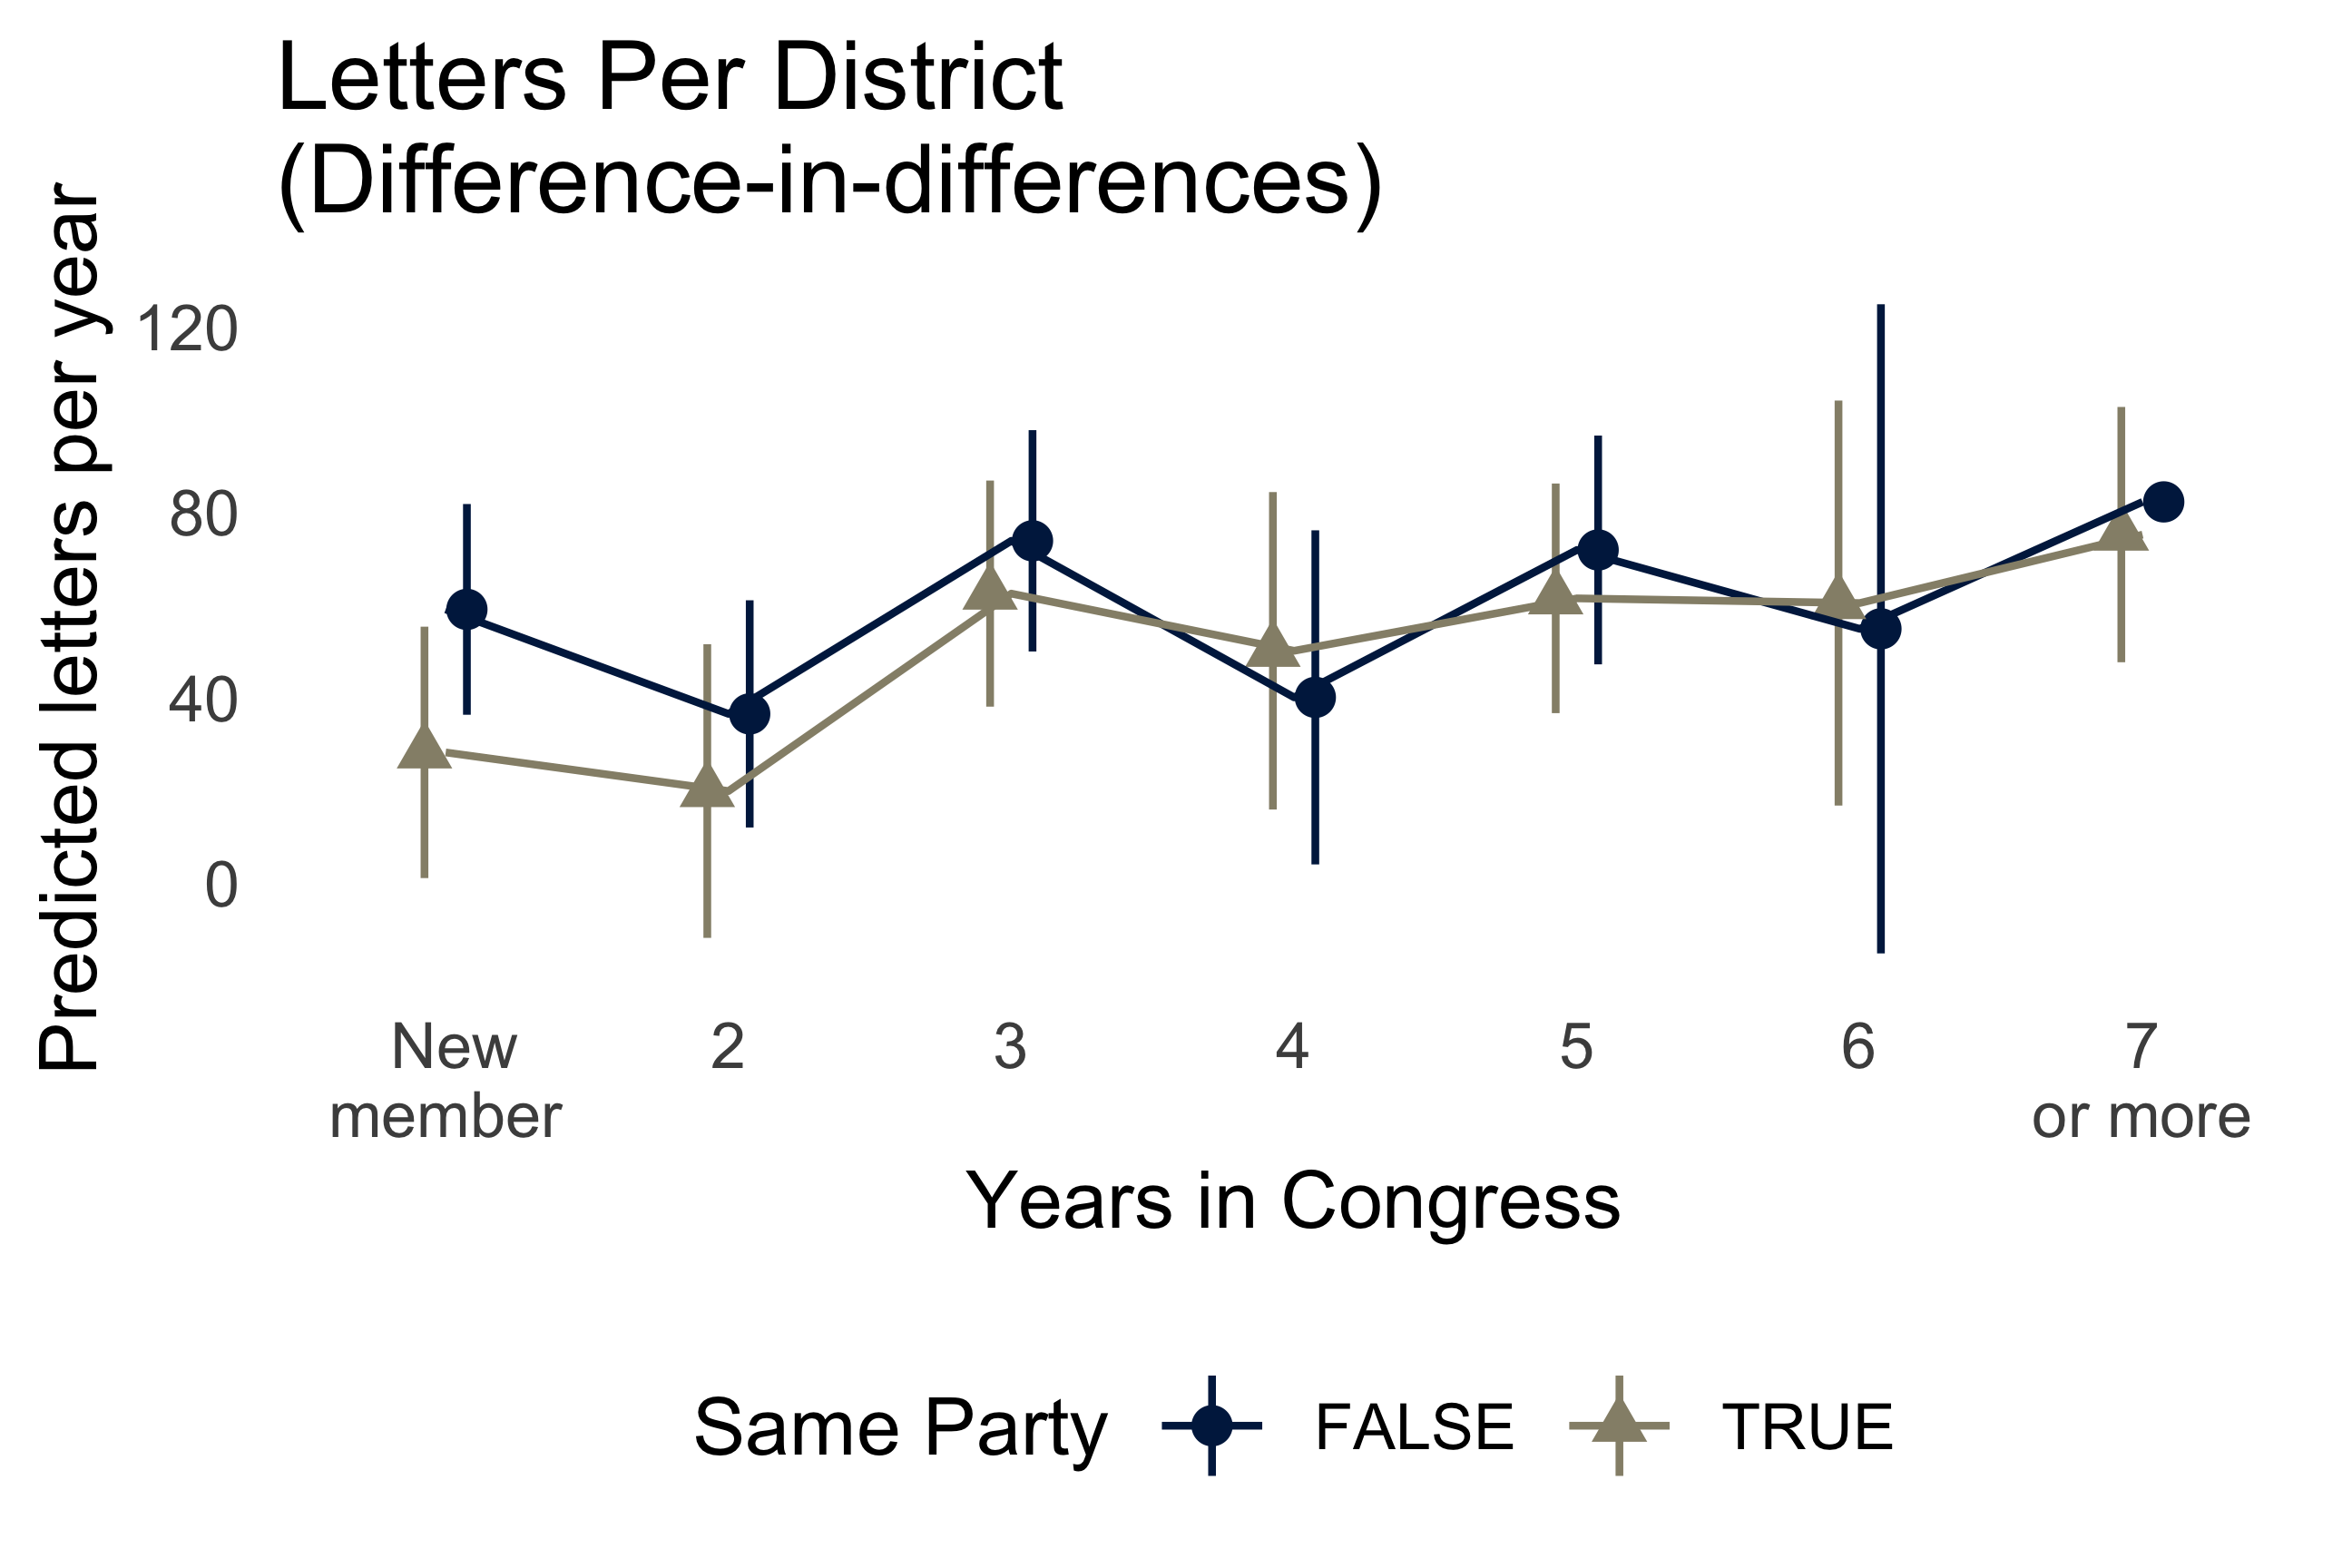 Letters Per District
(Difference-in-differences)
Predicted letters per year
120
80
40
0
New
member
2
3
4
5
6
7
or more
Years in Congress
Same Party
FALSE
TRUE